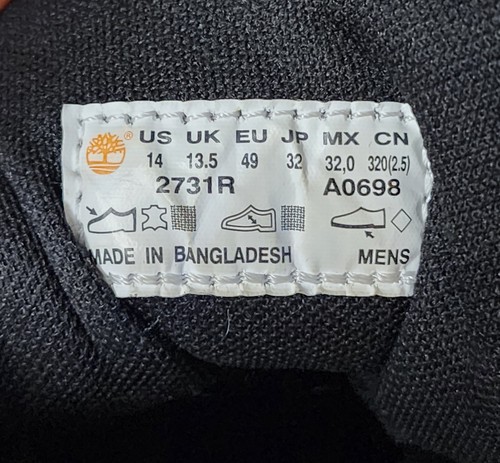 ® US UK EU JP MX CN
14 13.5 49 32 32,0 320(2.5)
2731R A0698
MADE IN BANGLADESH MENS